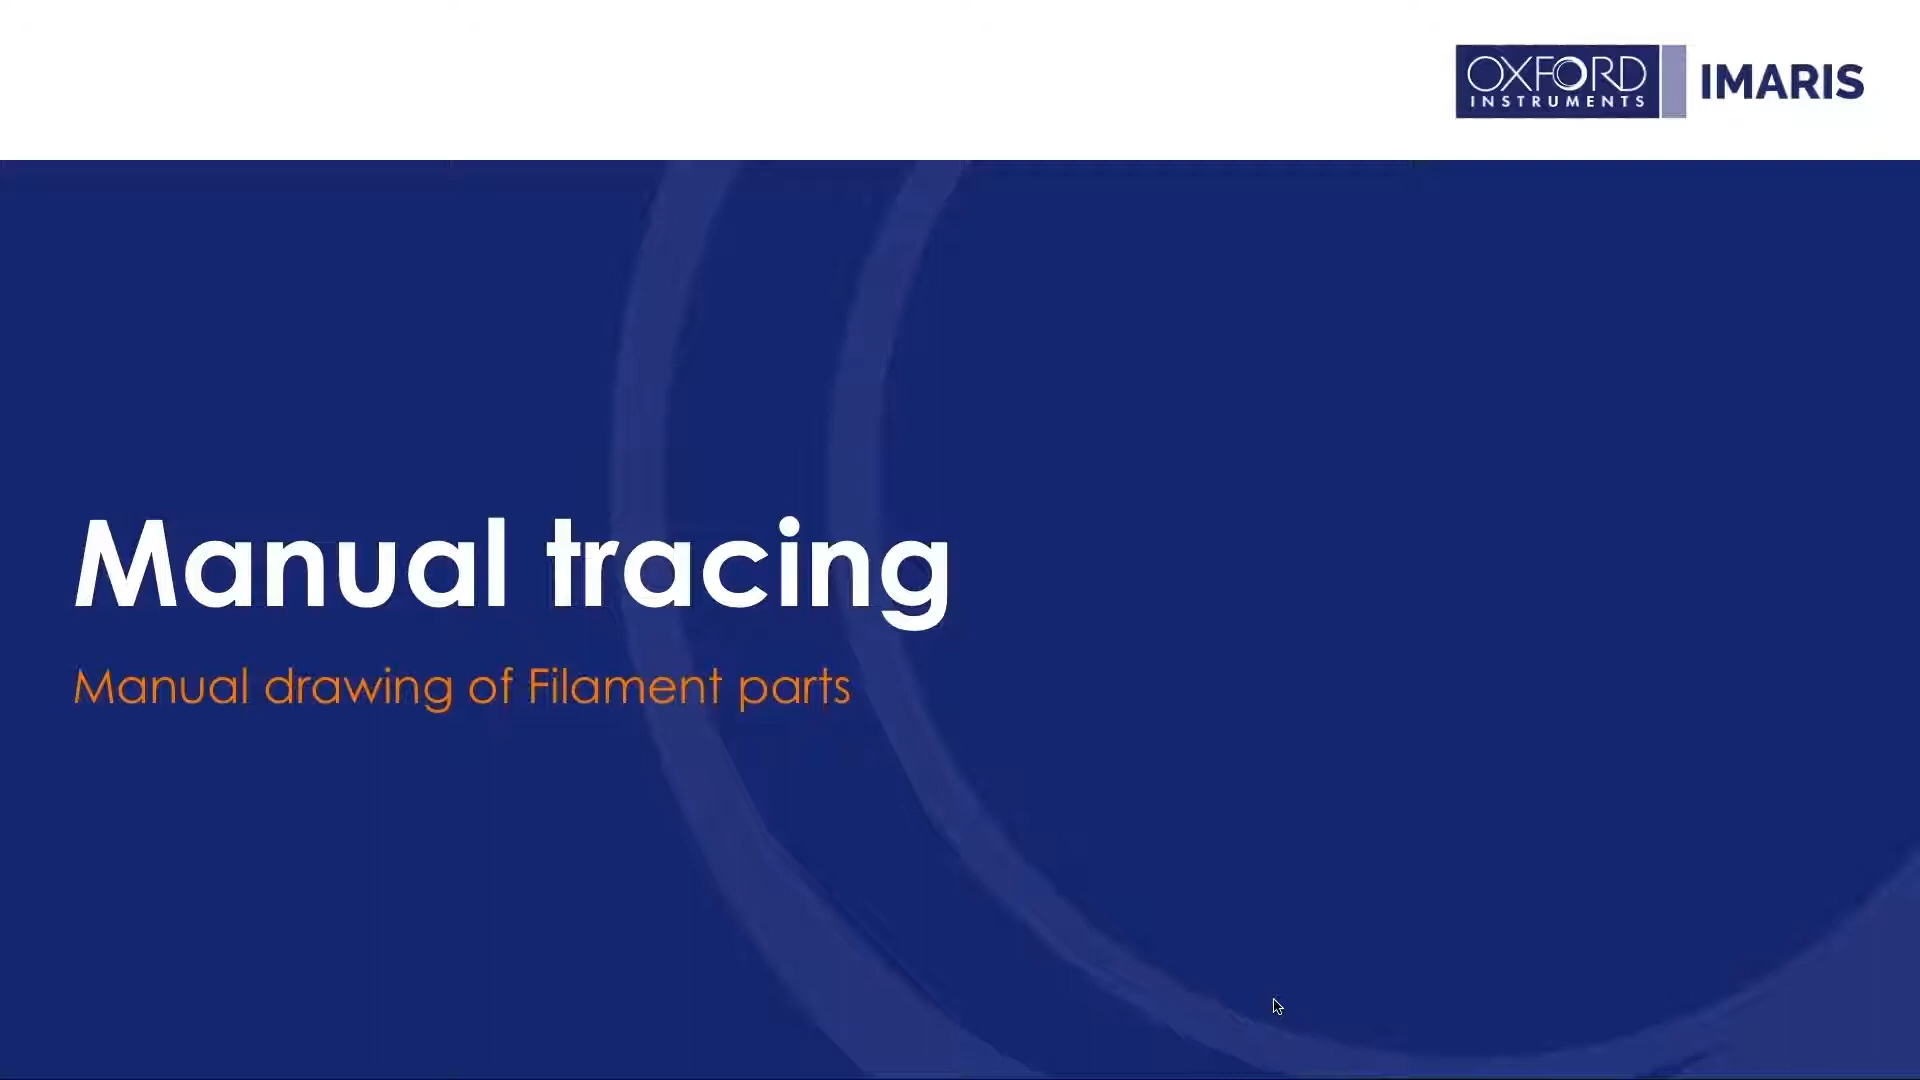 OXFORD
INSTRUMENTS
IMARIS
Manual tracing
Manual drawing of Filament parts